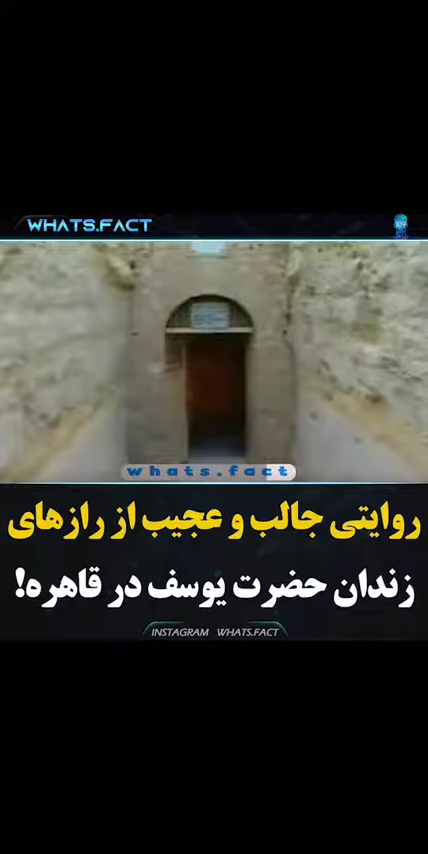 WHATS.FACT
whats.fact
روایتی جالب و عجیب از رازهای
زندان حضرت یوسف در قاهره!
INSTAGRAM WHATS.FACT